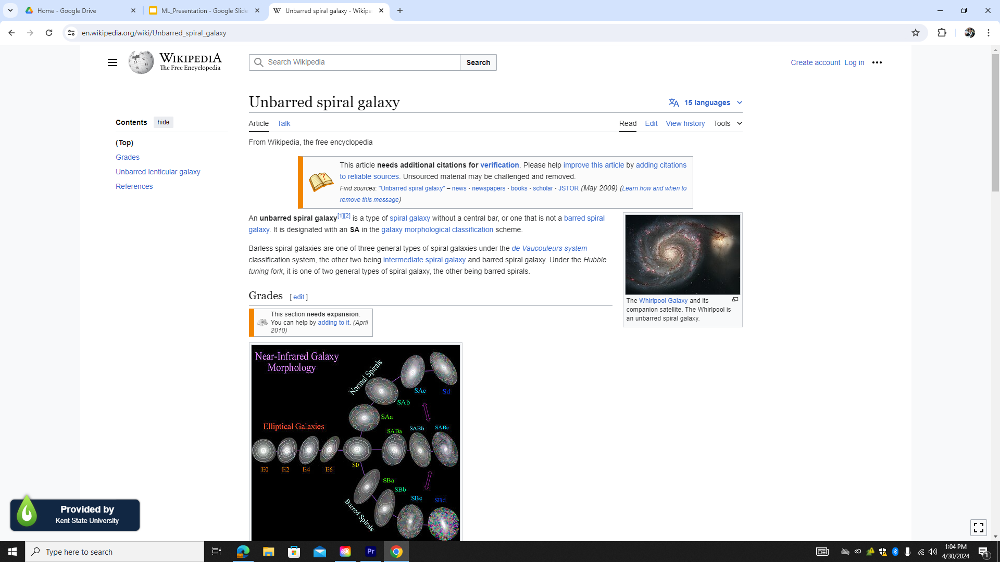 Home - Google Drive
ML_Presentation - Google Slide
Unbarred spiral galaxy - Wikipe
en.wikipedia.org/wiki/Unbarred_spiral_galaxy
WIKIPEDIA
The Free Encyclopedia
Search Wikipedia
Search
Create account Log in
Unbarred spiral galaxy
15 languages
Contents hide
(Top)
Grades
Unbarred lenticular galaxy
References
Article Talk
Read Edit View history Tools
From Wikipedia, the free encyclopedia
This article needs additional citations for verification. Please help improve this article by adding citations
to reliable sources. Unsourced material may be challenged and removed.
Find sources: "Unbarred spiral galaxy" – news · newspapers · books · scholar · JSTOR (May 2009) (Learn how and when to
remove this message)
An unbarred spiral galaxy[1][2] is a type of spiral galaxy without a central bar, or one that is not a barred spiral
galaxy. It is designated with an SA in the galaxy morphological classification scheme.
Barless spiral galaxies are one of three general types of spiral galaxies under the de Vaucouleurs system
classification system, the other two being intermediate spiral galaxy and barred spiral galaxy. Under the Hubble
tuning fork, it is one of two general types of spiral galaxy, the other being barred spirals.
The Whirlpool Galaxy and its
companion satellite. The Whirlpool is
an unbarred spiral galaxy.
Grades [ edit ]
This section needs expansion.
You can help by adding to it. (April
2010)
Near-Infrared Galaxy
Morphology
Normal Spirals
SAc
Sd
SAb
SAa
Elliptical Galaxies
SABa
SABb
SABc
E0
E2
E4
E6
S0
SBa
SBb
SBc
SBd
Barred Spirals
Provided by
Kent State University
Type here to search
Pr
1:04 PM
4/30/2024
1